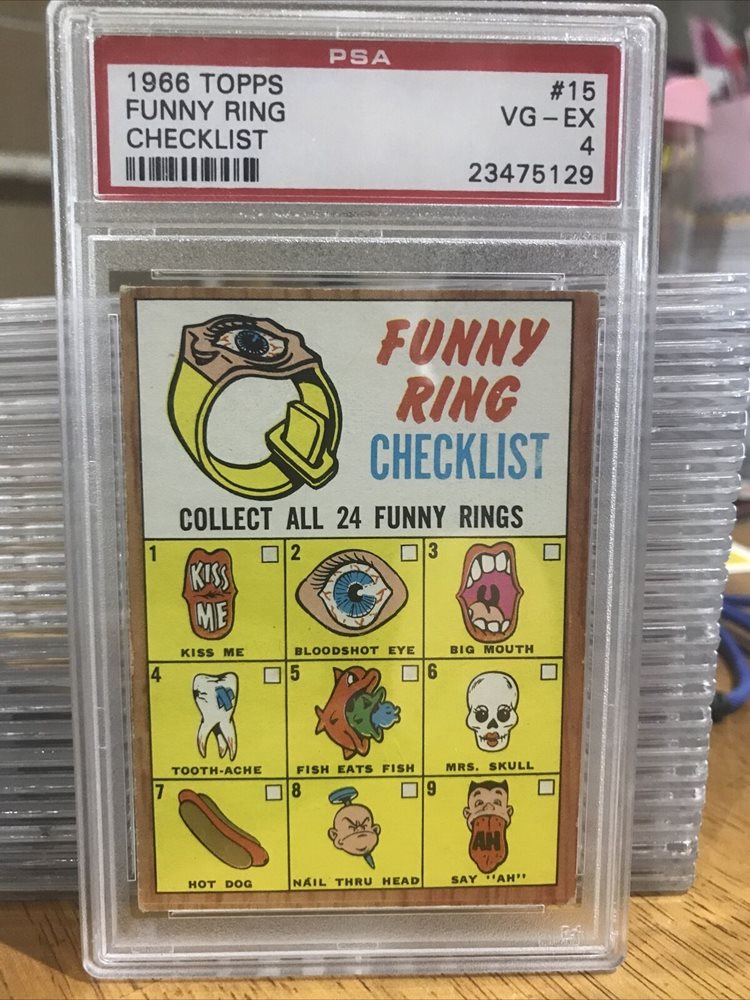 PSA
1966 TOPPS #15
FUNNY RING VG-EX
CHECKLIST 4
23475129
FUNNY
RING
CHECKLIST
COLLECT ALL 24 FUNNY RINGS
1 2 3
KISS
ME
KISS ME BLOODSHOT EYE BIG MOUTH
4 5 6
TOOTH-ACHE FISH EATS FISH MRS. SKULL
7 8 9
AH
HOT DOG NAIL THRU HEAD SAY "AH"